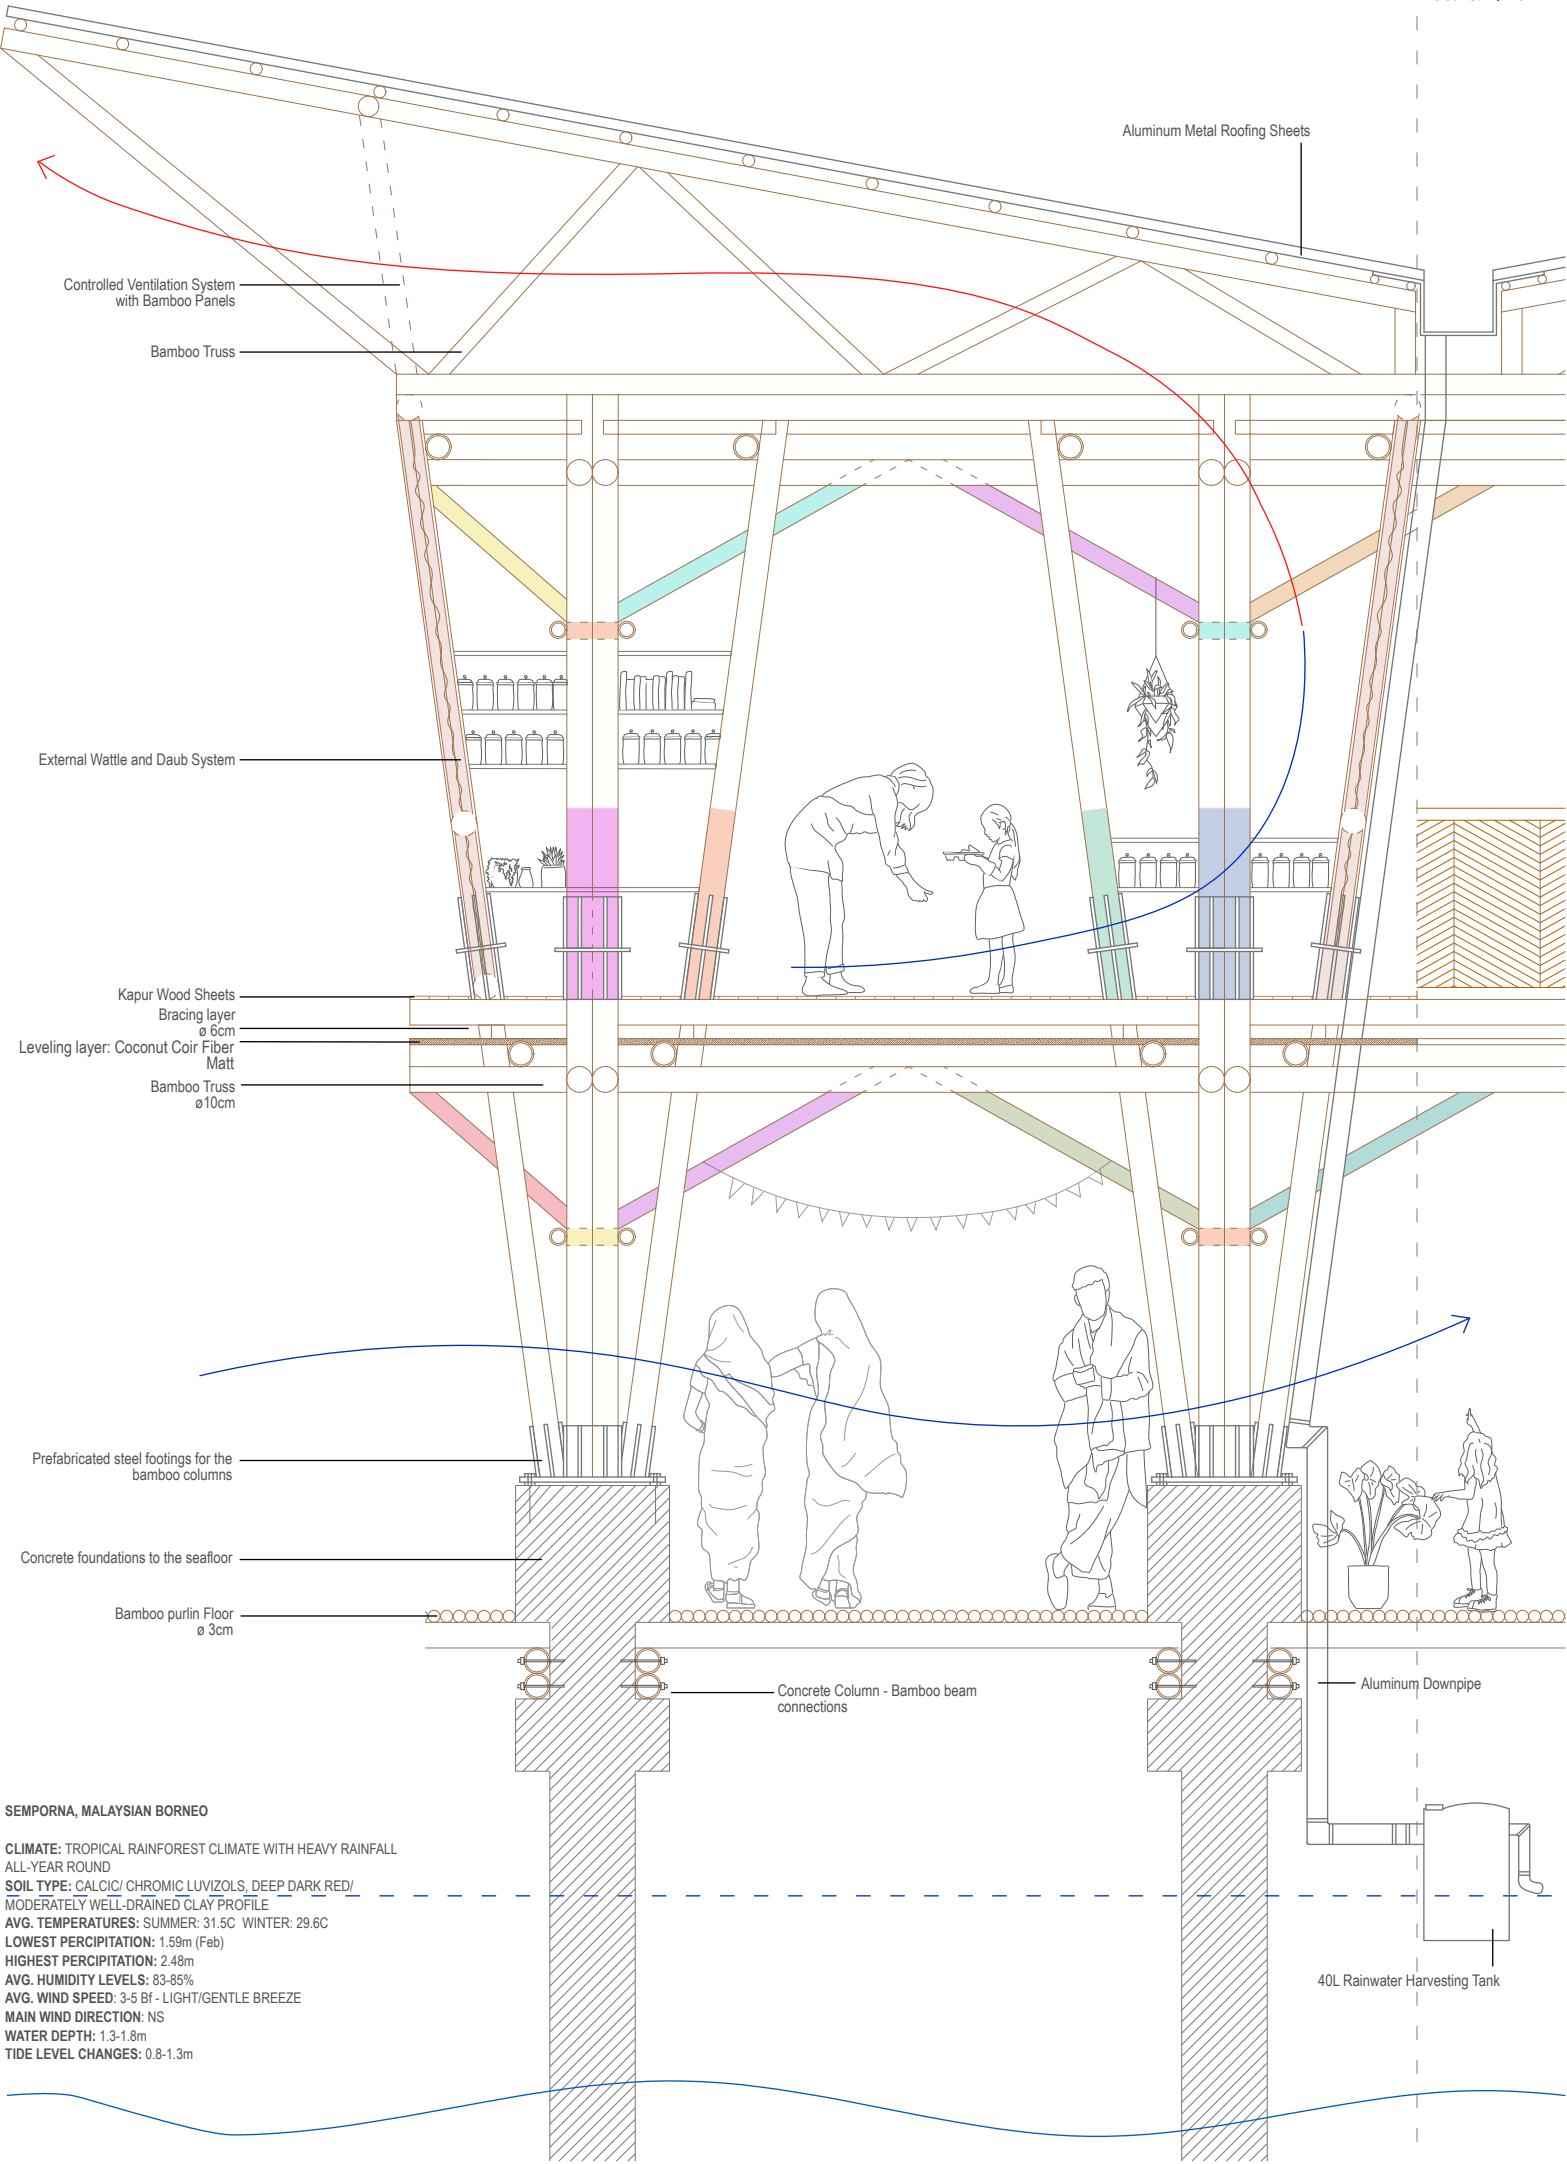 Aluminum Metal Roofing Sheets
Controlled Ventilation System
with Bamboo Panels
Bamboo Truss
External Wattle and Daub System
Kapur Wood Sheets
Bracing layer
ø 6cm
Leveling layer: Coconut Coir Fiber
Matt
Bamboo Truss
ø10cm
Prefabricated steel footings for the
bamboo columns
Concrete foundations to the seafloor
Bamboo purlin Floor
ø 3cm
Concrete Column - Bamboo beam
connections
Aluminum Downpipe
40L Rainwater Harvesting Tank
SEMPORNA, MALAYSIAN BORNEO
CLIMATE: TROPICAL RAINFOREST CLIMATE WITH HEAVY RAINFALL
ALL-YEAR ROUND
SOIL TYPE: CALCIC/ CHROMIC LUVIZOLS, DEEP DARK RED/
MODERATELY WELL-DRAINED CLAY PROFILE
AVG. TEMPERATURES: SUMMER: 31.5C WINTER: 29.6C
LOWEST PERCIPITATION: 1.59m (Feb)
HIGHEST PERCIPITATION: 2.48m
AVG. HUMIDITY LEVELS: 83-85%
AVG. WIND SPEED: 3-5 Bf - LIGHT/GENTLE BREEZE
MAIN WIND DIRECTION: NS
WATER DEPTH: 1.3-1.8m
TIDE LEVEL CHANGES: 0.8-1.3m